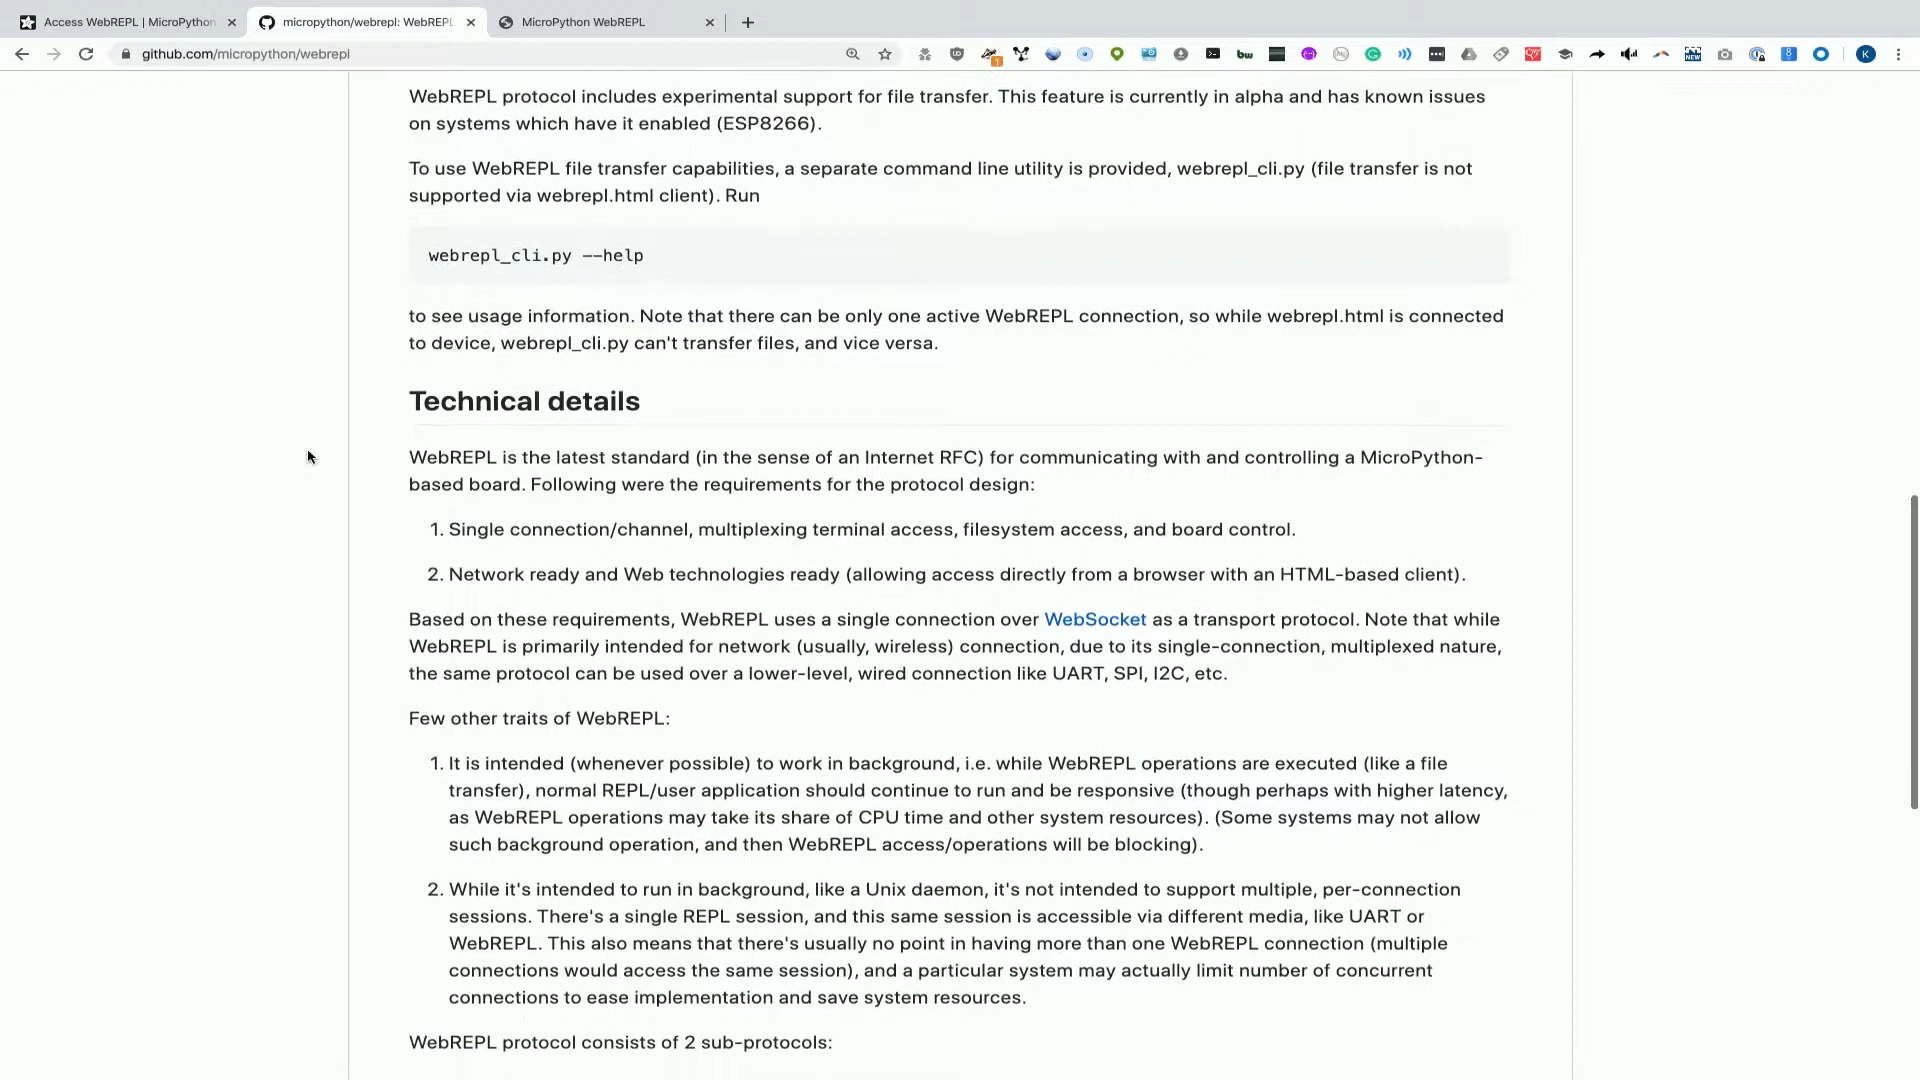 Access WebREPL | MicroPython
micropython/webrepl: WebREPL
MicroPython WebREPL
github.com/micropython/webrepl
WebREPL protocol includes experimental support for file transfer. This feature is currently in alpha and has known issues
on systems which have it enabled (ESP8266).
To use WebREPL file transfer capabilities, a separate command line utility is provided, webrepl_cli.py (file transfer is not
supported via webrepl.html client). Run
webrepl_cli.py --help
to see usage information. Note that there can be only one active WebREPL connection, so while webrepl.html is connected
to device, webrepl_cli.py can't transfer files, and vice versa.
Technical details
WebREPL is the latest standard (in the sense of an Internet RFC) for communicating with and controlling a MicroPython-
based board. Following were the requirements for the protocol design:
1. Single connection/channel, multiplexing terminal access, filesystem access, and board control.
2. Network ready and Web technologies ready (allowing access directly from a browser with an HTML-based client).
Based on these requirements, WebREPL uses a single connection over WebSocket as a transport protocol. Note that while
WebREPL is primarily intended for network (usually, wireless) connection, due to its single-connection, multiplexed nature,
the same protocol can be used over a lower-level, wired connection like UART, SPI, I2C, etc.
Few other traits of WebREPL:
1. It is intended (whenever possible) to work in background, i.e. while WebREPL operations are executed (like a file
transfer), normal REPL/user application should continue to run and be responsive (though perhaps with higher latency,
as WebREPL operations may take its share of CPU time and other system resources). (Some systems may not allow
such background operation, and then WebREPL access/operations will be blocking).
2. While it's intended to run in background, like a Unix daemon, it's not intended to support multiple, per-connection
sessions. There's a single REPL session, and this same session is accessible via different media, like UART or
WebREPL. This also means that there's usually no point in having more than one WebREPL connection (multiple
connections would access the same session), and a particular system may actually limit number of concurrent
connections to ease implementation and save system resources.
WebREPL protocol consists of 2 sub-protocols: